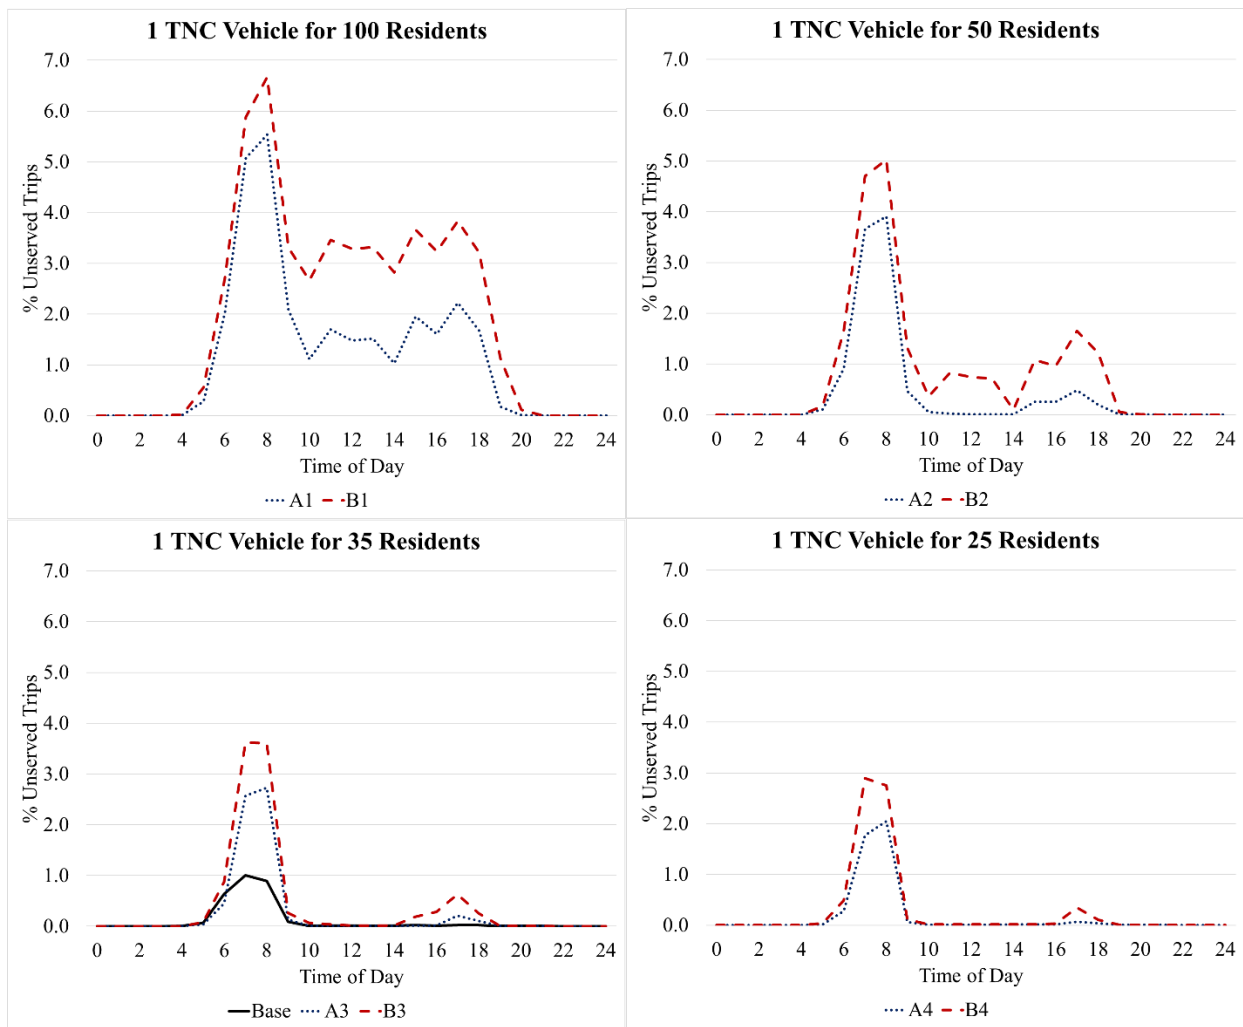 1 TNC Vehicle for 100 Residents
7.0
6.0
5.0
4.0
3.0
2.0
1.0
0.0
% Unserved Trips
0 2 4 6 8 10 12 14 16 18 20 22 24
Time of Day
A1 B1
1 TNC Vehicle for 50 Residents
7.0
6.0
5.0
4.0
3.0
2.0
1.0
0.0
% Unserved Trips
0 2 4 6 8 10 12 14 16 18 20 22 24
Time of Day
A2 B2
1 TNC Vehicle for 35 Residents
7.0
6.0
5.0
4.0
3.0
2.0
1.0
0.0
% Unserved Trips
0 2 4 6 8 10 12 14 16 18 20 22 24
Time of Day
Base A3 B3
1 TNC Vehicle for 25 Residents
7.0
6.0
5.0
4.0
3.0
2.0
1.0
0.0
% Unserved Trips
0 2 4 6 8 10 12 14 16 18 20 22 24
Time of Day
A4 B4